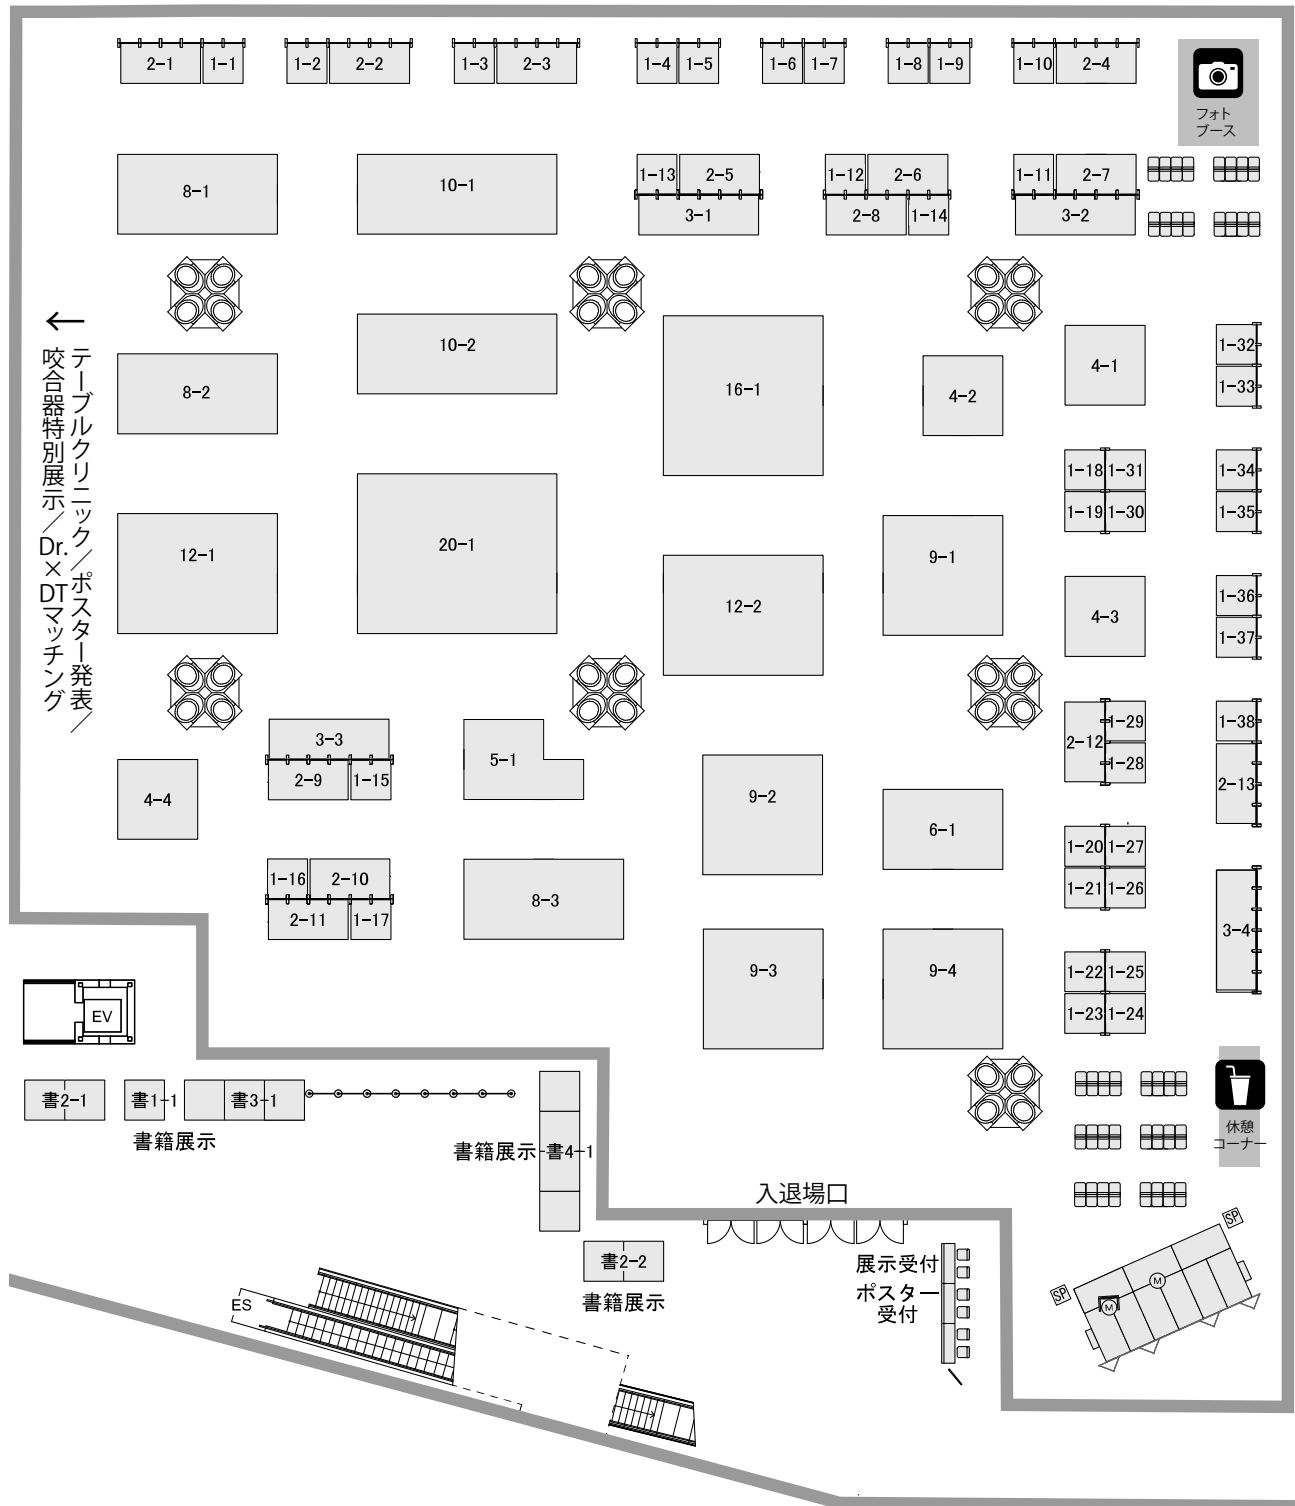 2-1 1-1 1-2 2-2 1-3 2-3 1-4 1-5 1-6 1-7 1-8 1-9 1-10 2-4
フォト
ブース
8-1 10-1 1-13 2-5 1-12 2-6 1-11 2-7
3-1 2-8 1-14 3-2
←
テーブルクリニック／ポスター発表／
咬合器特別展示／Dr.×DTマッチング
10-2 1-32
8-2 16-1 4-2 4-1 1-33
1-18 1-31 1-34
1-19 1-30 1-35
12-1 20-1 12-2 9-1 4-3 1-36
1-37
3-3 5-1 2-12 1-29 1-38
2-9 1-15 1-28
4-4 9-2 6-1 2-13
1-20 1-27
1-16 2-10 1-21 1-26
2-11 1-17 8-3 3-4
9-3 9-4 1-22 1-25
1-23 1-24
EV
書2-1 書1-1 書3-1
書籍展示
書籍展示 書4-1
休憩
コーナー
入退場口
書2-2
書籍展示
展示受付
ポスター
受付
ES
SP
SP
M
M